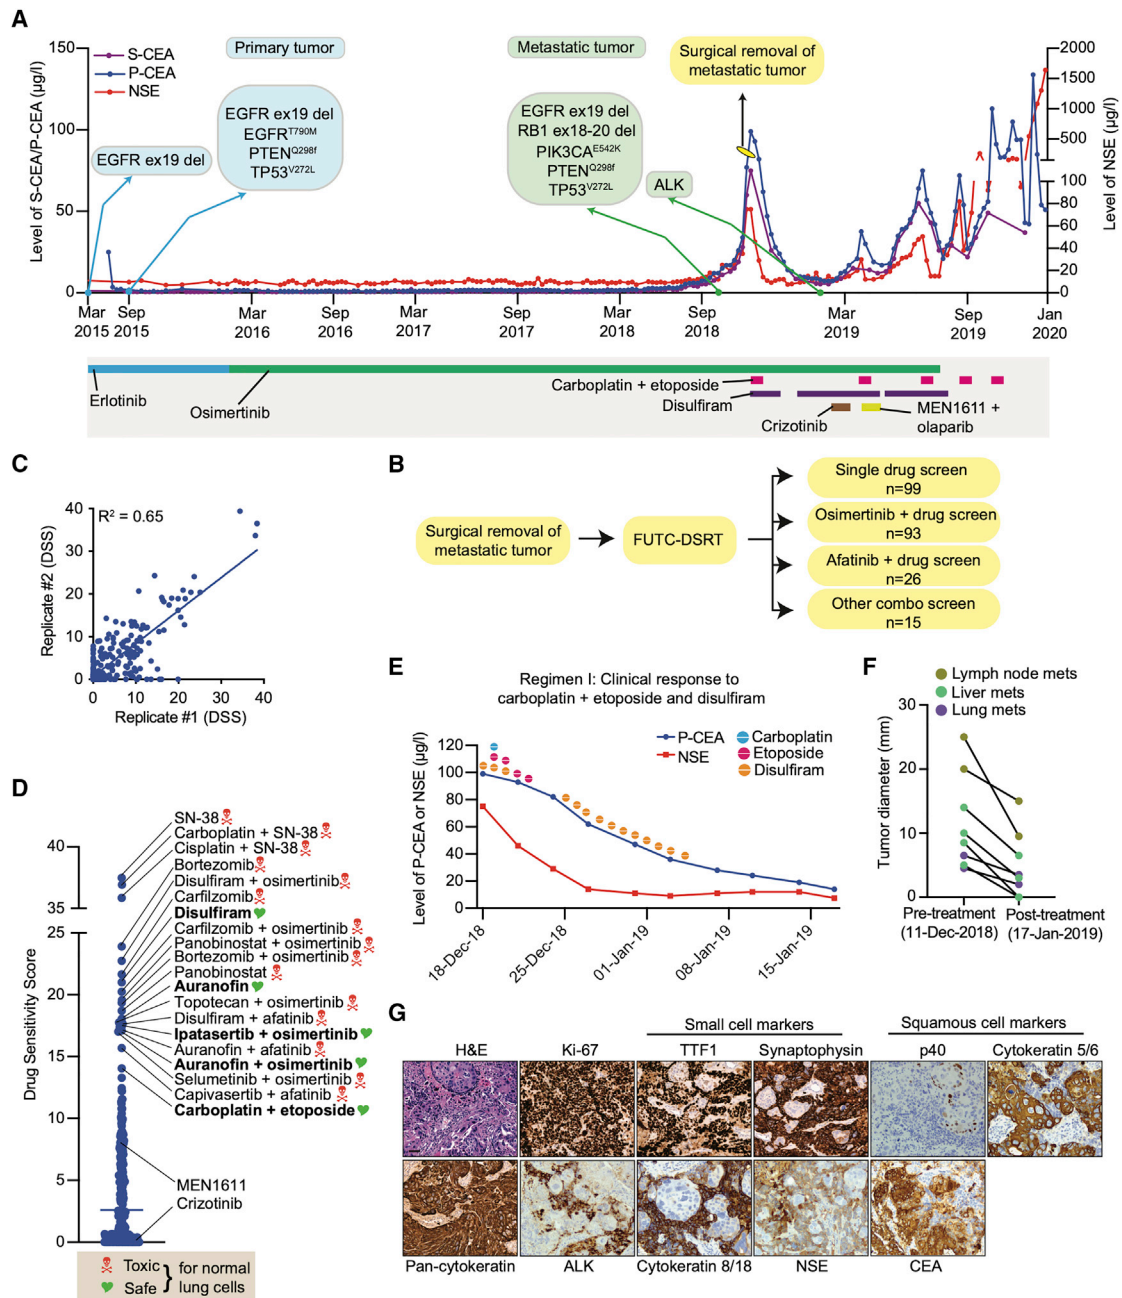 A
S-CEA
P-CEA
NSE
Level of S-CEA/P-CEA (µg/l)
150
100
50
0
Primary tumor
Metastatic tumor
Surgical removal of
metastatic tumor
EGFR ex19 del
EGFR ex19 del
EGFRT790M
PTENQ298f
TP53V272L
EGFR ex19 del
RB1 ex18-20 del
PIK3CAE542K
PTENQ298f
TP53V272L
ALK
2000
1500
1000
500
100
80
60
40
20
0
Level of NSE (µg/l)
Mar 2015
Sep 2015
Mar 2016
Sep 2016
Mar 2017
Sep 2017
Mar 2018
Sep 2018
Mar 2019
Sep 2019
Jan 2020
Erlotinib
Osimertinib
Carboplatin + etoposide
Disulfiram
Crizotinib
MEN1611 +
olaparib
C
R² = 0.65
Replicate #2 (DSS)
40
30
20
10
0
0 10 20 30 40
Replicate #1 (DSS)
B
Surgical removal of
metastatic tumor
FUTC-DSRT
Single drug screen
n=99
Osimertinib + drug screen
n=93
Afatinib + drug screen
n=26
Other combo screen
n=15
D
Drug Sensitivity Score
40
35
25
20
15
10
5
0
SN-38
Carboplatin + SN-38
Cisplatin + SN-38
Bortezomib
Disulfiram + osimertinib
Carfilzomib
Disulfiram
Carfilzomib + osimertinib
Panobinostat + osimertinib
Bortezomib + osimertinib
Panobinostat
Auranofin
Topotecan + osimertinib
Disulfiram + afatinib
Ipatasertib + osimertinib
Auranofin + afatinib
Auranofin + osimertinib
Selumetinib + osimertinib
Capivasertib + afatinib
Carboplatin + etoposide
MEN1611
Crizotinib
Toxic
Safe
} for normal
lung cells
E
Regimen I: Clinical response to
carboplatin + etoposide and disulfiram
P-CEA
NSE
Carboplatin
Etoposide
Disulfiram
Level of P-CEA or NSE (µg/l)
120
100
80
60
40
20
0
18-Dec-18
25-Dec-18
01-Jan-19
08-Jan-19
15-Jan-19
F
Lymph node mets
Liver mets
Lung mets
Tumor diameter (mm)
30
20
10
0
Pre-treatment
(11-Dec-2018)
Post-treatment
(17-Jan-2019)
G
Small cell markers
Squamous cell markers
H&E
Ki-67
TTF1
Synaptophysin
p40
Cytokeratin 5/6
Pan-cytokeratin
ALK
Cytokeratin 8/18
NSE
CEA